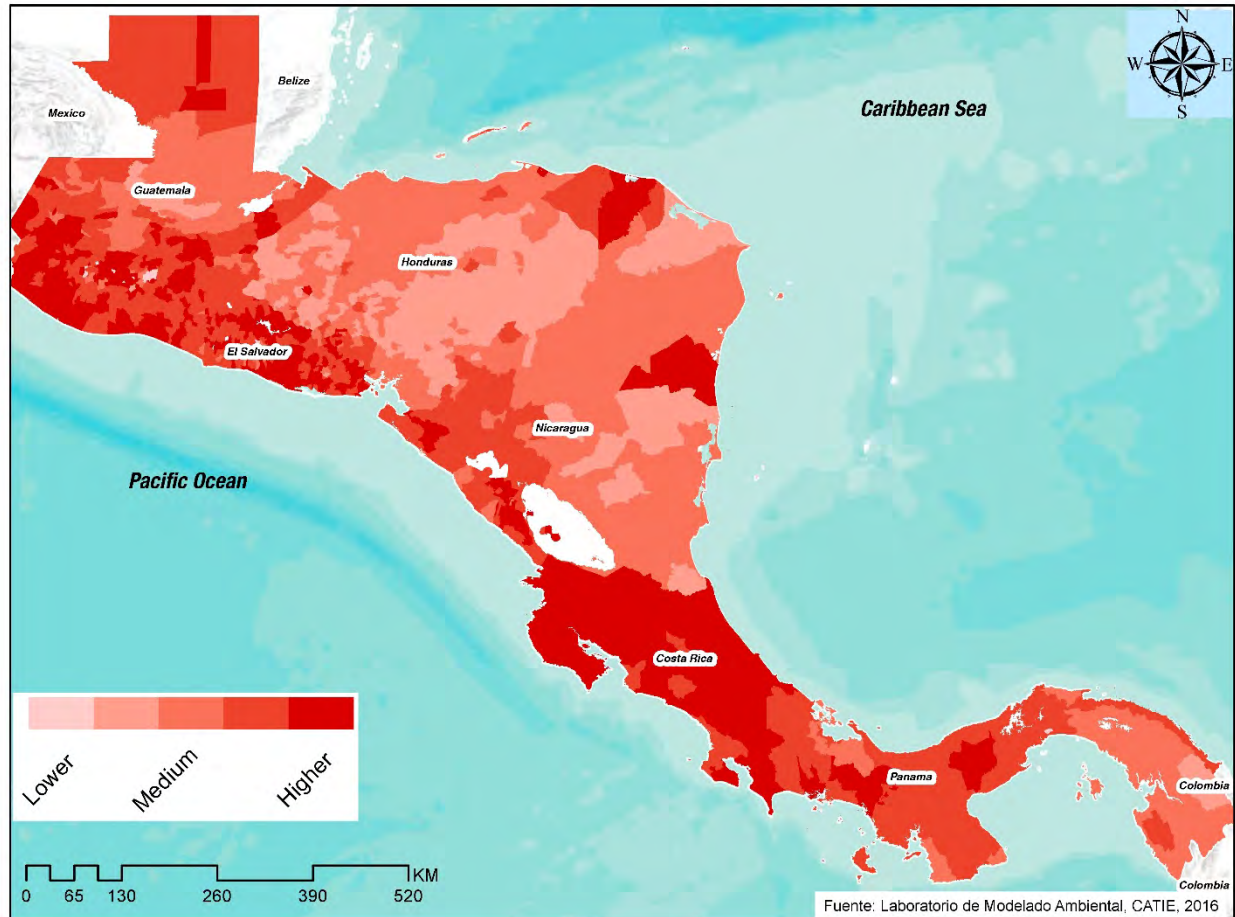 N
W E
S
Belize
Mexico
Caribbean Sea
Guatemala
Honduras
El Salvador
Nicaragua
Pacific Ocean
Costa Rica
Panama
Colombia
Lower
Medium
Higher
KM
0 65 130 260 390 520
Colombia
Fuente: Laboratorio de Modelado Ambiental, CATIE, 2016